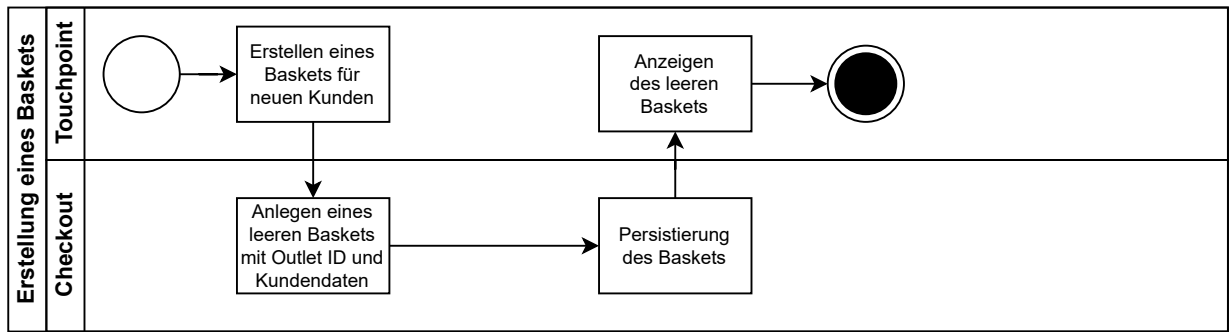 Erstellung eines Baskets
Touchpoint
Erstellen eines
Baskets für
neuen Kunden
Anzeigen
des leeren
Baskets
Checkout
Anlegen eines
leeren Baskets
mit Outlet ID und
Kundendaten
Persistierung
des Baskets